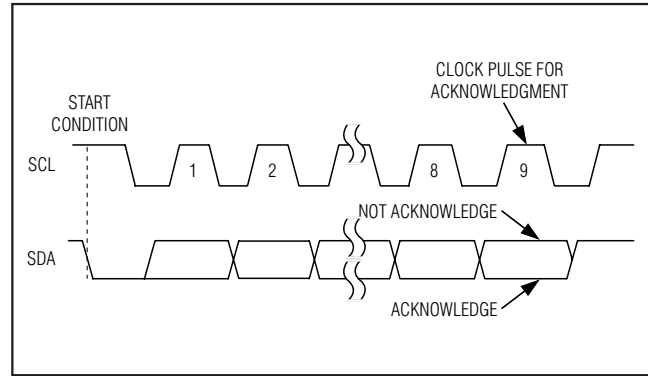 CLOCK PULSE FOR
ACKNOWLEDGMENT
START
CONDITION
SCL
1
2
8
9
NOT ACKNOWLEDGE
SDA
ACKNOWLEDGE